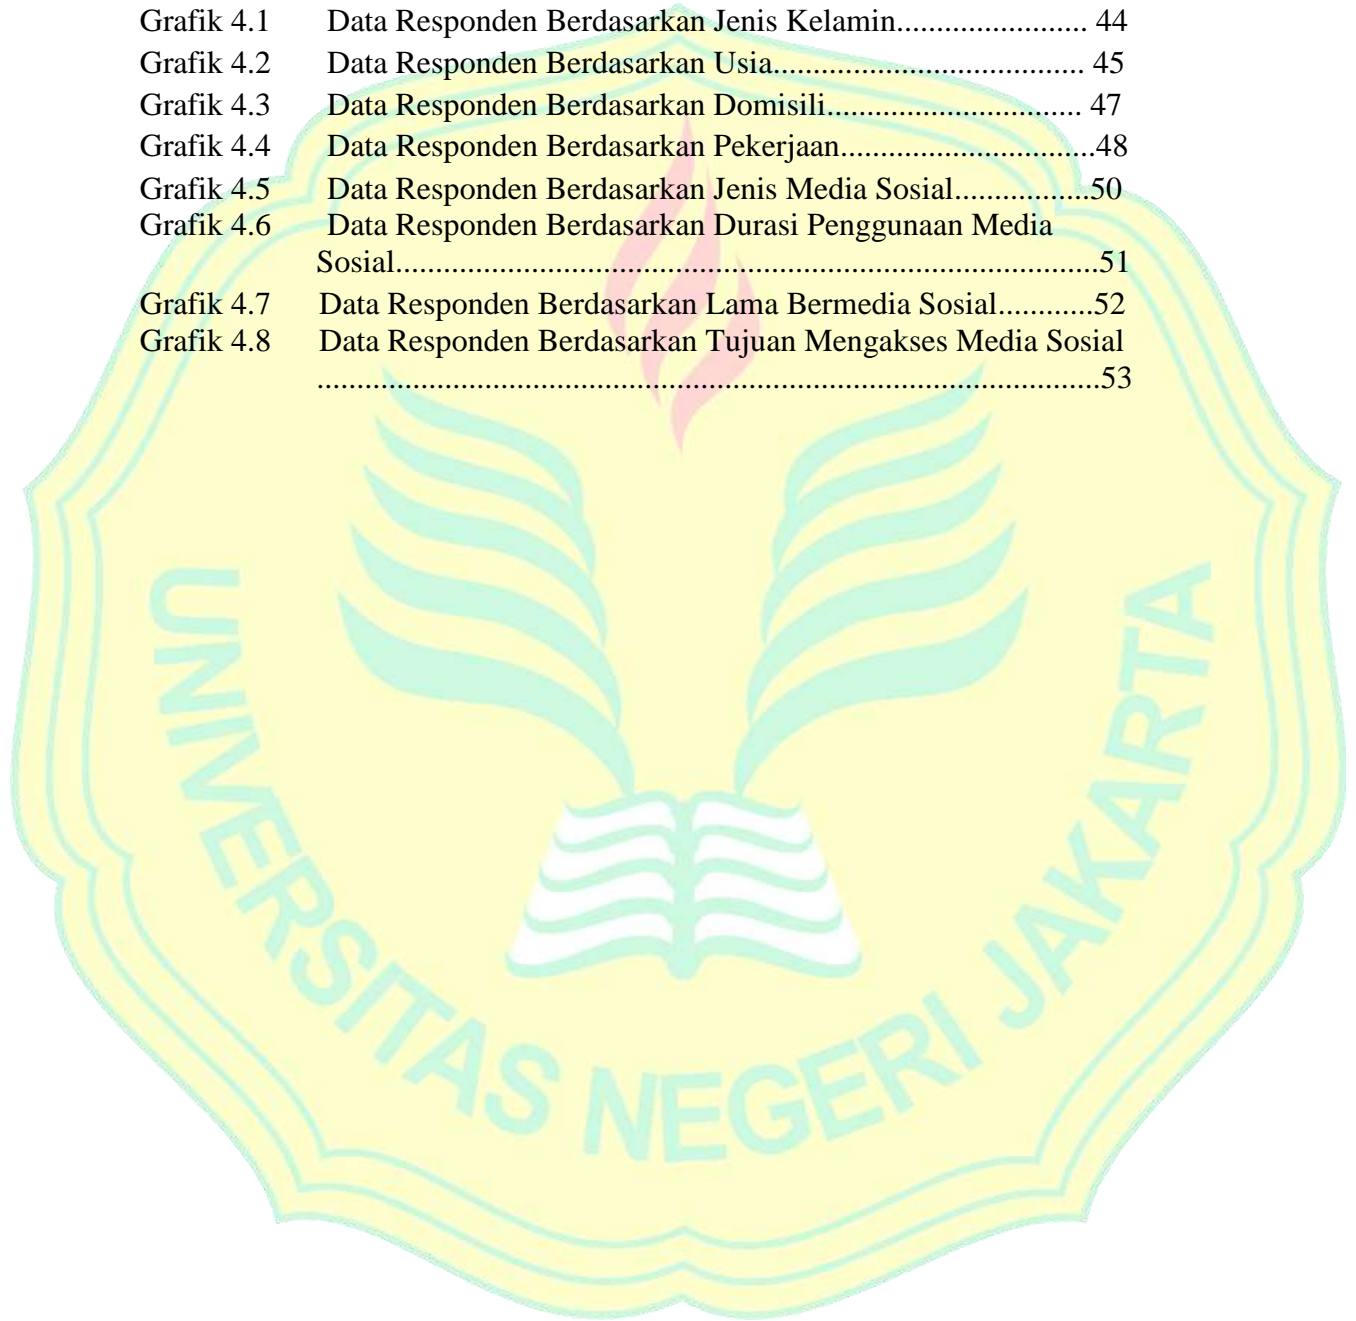 Grafik 4.1 Data Responden Berdasarkan Jenis Kelamin........................ 44
Grafik 4.2 Data Responden Berdasarkan Usia....................................... 45
Grafik 4.3 Data Responden Berdasarkan Domisili................................ 47
Grafik 4.4 Data Responden Berdasarkan Pekerjaan................................48
Grafik 4.5 Data Responden Berdasarkan Jenis Media Sosial.................50
Grafik 4.6 Data Responden Berdasarkan Durasi Penggunaan Media
Sosial........................................................................................51
Grafik 4.7 Data Responden Berdasarkan Lama Bermedia Sosial............52
Grafik 4.8 Data Responden Berdasarkan Tujuan Mengakses Media Sosial
..................................................................................................53
UNIVERSITAS NEGERI JAKARTA